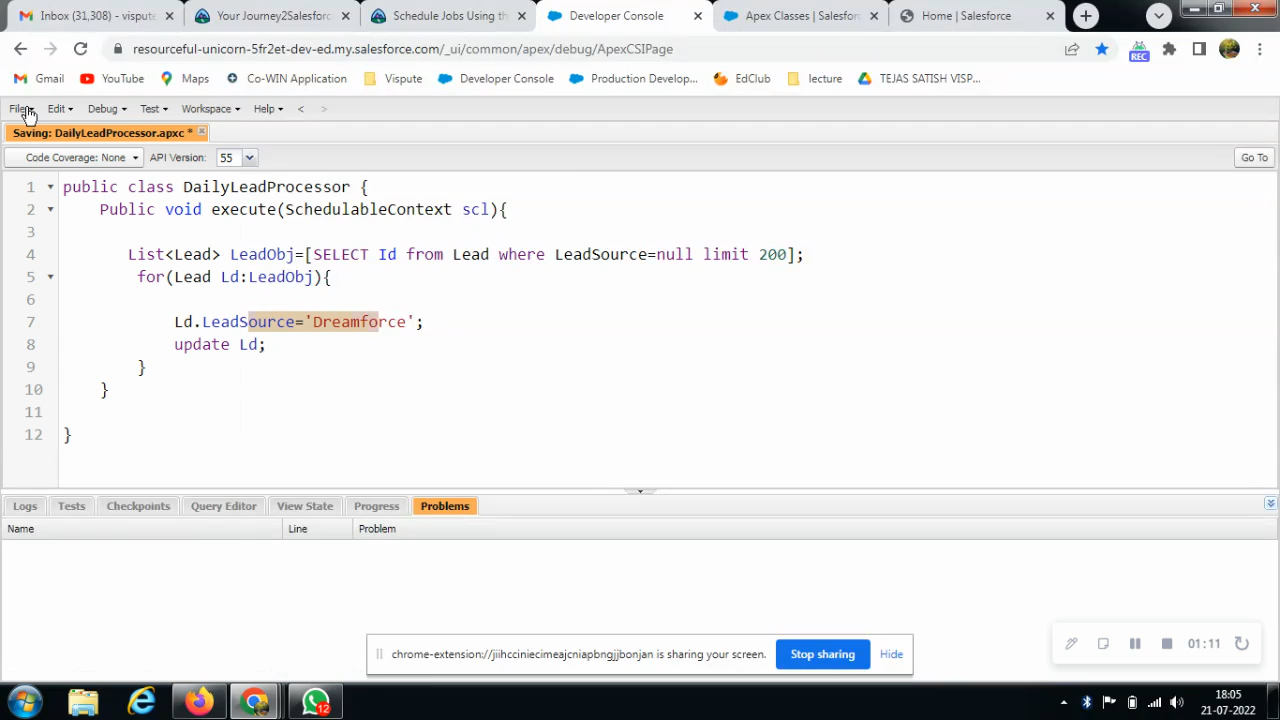 Inbox (31,308) - vispute
Your Journey2Salesforc
Schedule Jobs Using th
Developer Console
Apex Classes | Salesfor
Home | Salesforce
resourceful-unicorn-5fr2et-dev-ed.my.salesforce.com/_ui/common/apex/debug/ApexCSIPage
REC
Gmail
YouTube
Maps
Co-WIN Application
Vispute
Developer Console
Production Develop...
EdClub
lecture
TEJAS SATISH VISP...
File
Edit
Debug
Test
Workspace
Help
<
>
Saving: DailyLeadProcessor.apxc *
Code Coverage: None
API Version:
55
Go To
1 public class DailyLeadProcessor {
2 Public void execute(SchedulableContext scl){
3
4 List<Lead> LeadObj=[SELECT Id from Lead where LeadSource=null limit 200];
5 for(Lead Ld:LeadObj){
6
7 Ld.LeadSource='Dreamforce';
8 update Ld;
9 }
10 }
11
12 }
Logs
Tests
Checkpoints
Query Editor
View State
Progress
Problems
Name
Line
Problem
chrome-extension://jiihcciniecimeajcniapbngjjbonjan is sharing your screen.
Stop sharing
Hide
01:11
12
18:05
21-07-2022